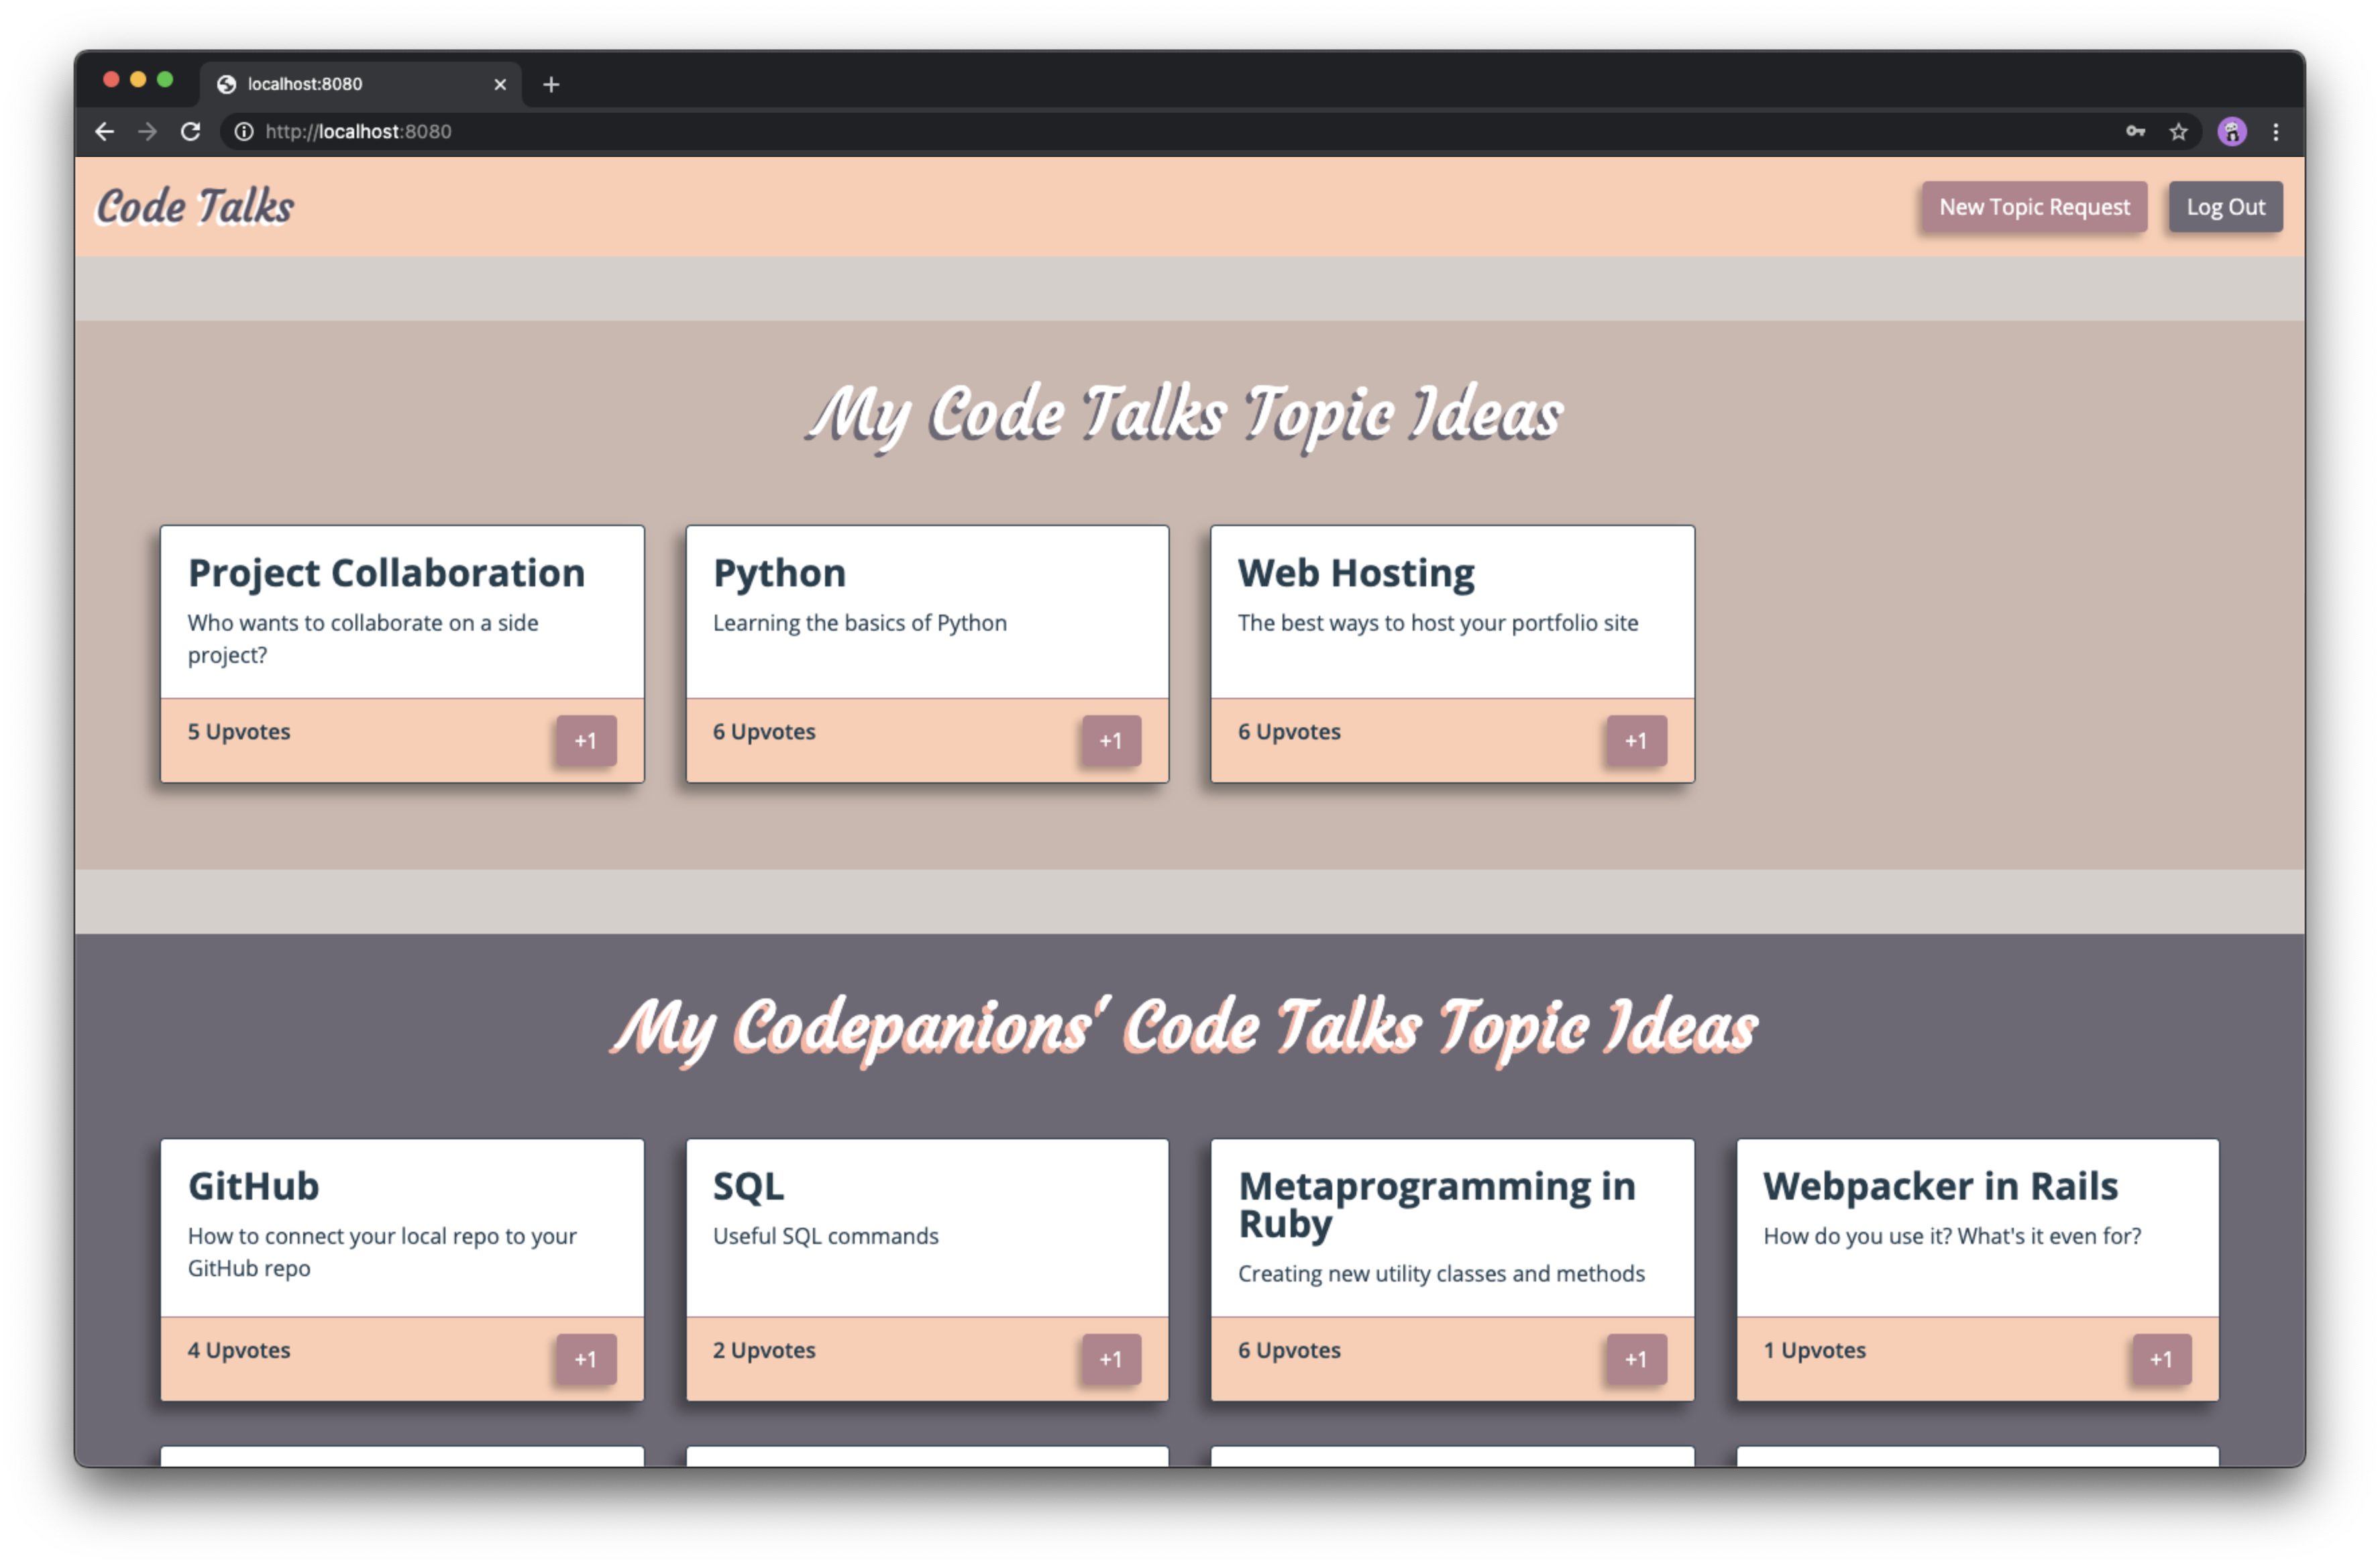 localhost:8080
http://localhost:8080
Code Talks
New Topic Request
Log Out
My Code Talks Topic Ideas
Project Collaboration
Who wants to collaborate on a side
project?
5 Upvotes
+1
Python
Learning the basics of Python
6 Upvotes
+1
Web Hosting
The best ways to host your portfolio site
6 Upvotes
+1
My Codepanions' Code Talks Topic Ideas
GitHub
How to connect your local repo to your
GitHub repo
4 Upvotes
+1
SQL
Useful SQL commands
2 Upvotes
+1
Metaprogramming in
Ruby
Creating new utility classes and methods
6 Upvotes
+1
Webpacker in Rails
How do you use it? What's it even for?
1 Upvotes
+1